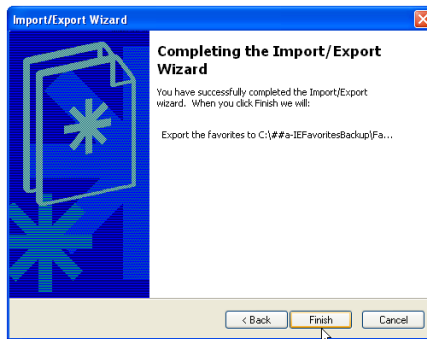 Import/Export Wizard
Completing the Import/Export
Wizard
You have successfully completed the Import/Export
wizard. When you click Finish we will:
Export the favorites to C:\##a-IEFavoritesBackup\Fa...
< Back Finish Cancel